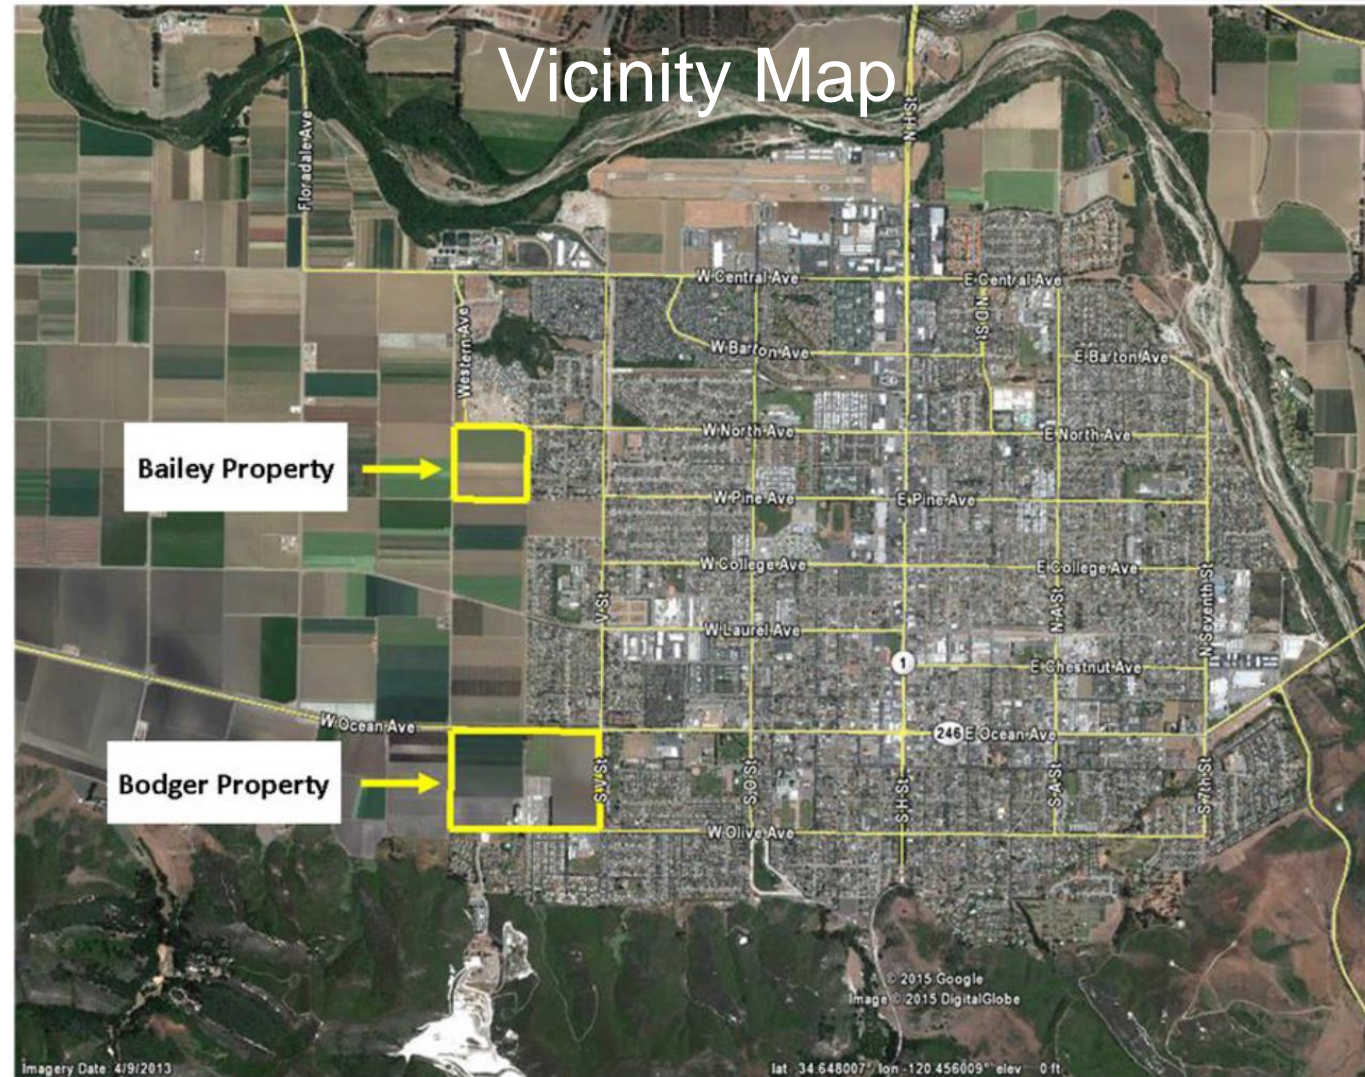 Vicinity Map
N H St
Floradale Ave
W Central Ave
E Central Ave
N D St
Western Ave
W Barton Ave
E Barton Ave
W North Ave
E North Ave
Bailey Property
W Pine Ave
E Pine Ave
W College Ave
E College Ave
N Seventh St
V St
N A St
W Laurel Ave
1
E Chestnut Ave
W Ocean Ave
246
E Ocean Ave
Bodger Property
S V St
S O St
S H St
S A St
S 7th St
W Olive Ave
© 2015 Google
Image © 2015 DigitalGlobe
Imagery Date 4/9/2013
lat 34.648007° lon -120.456009° elev 0 ft